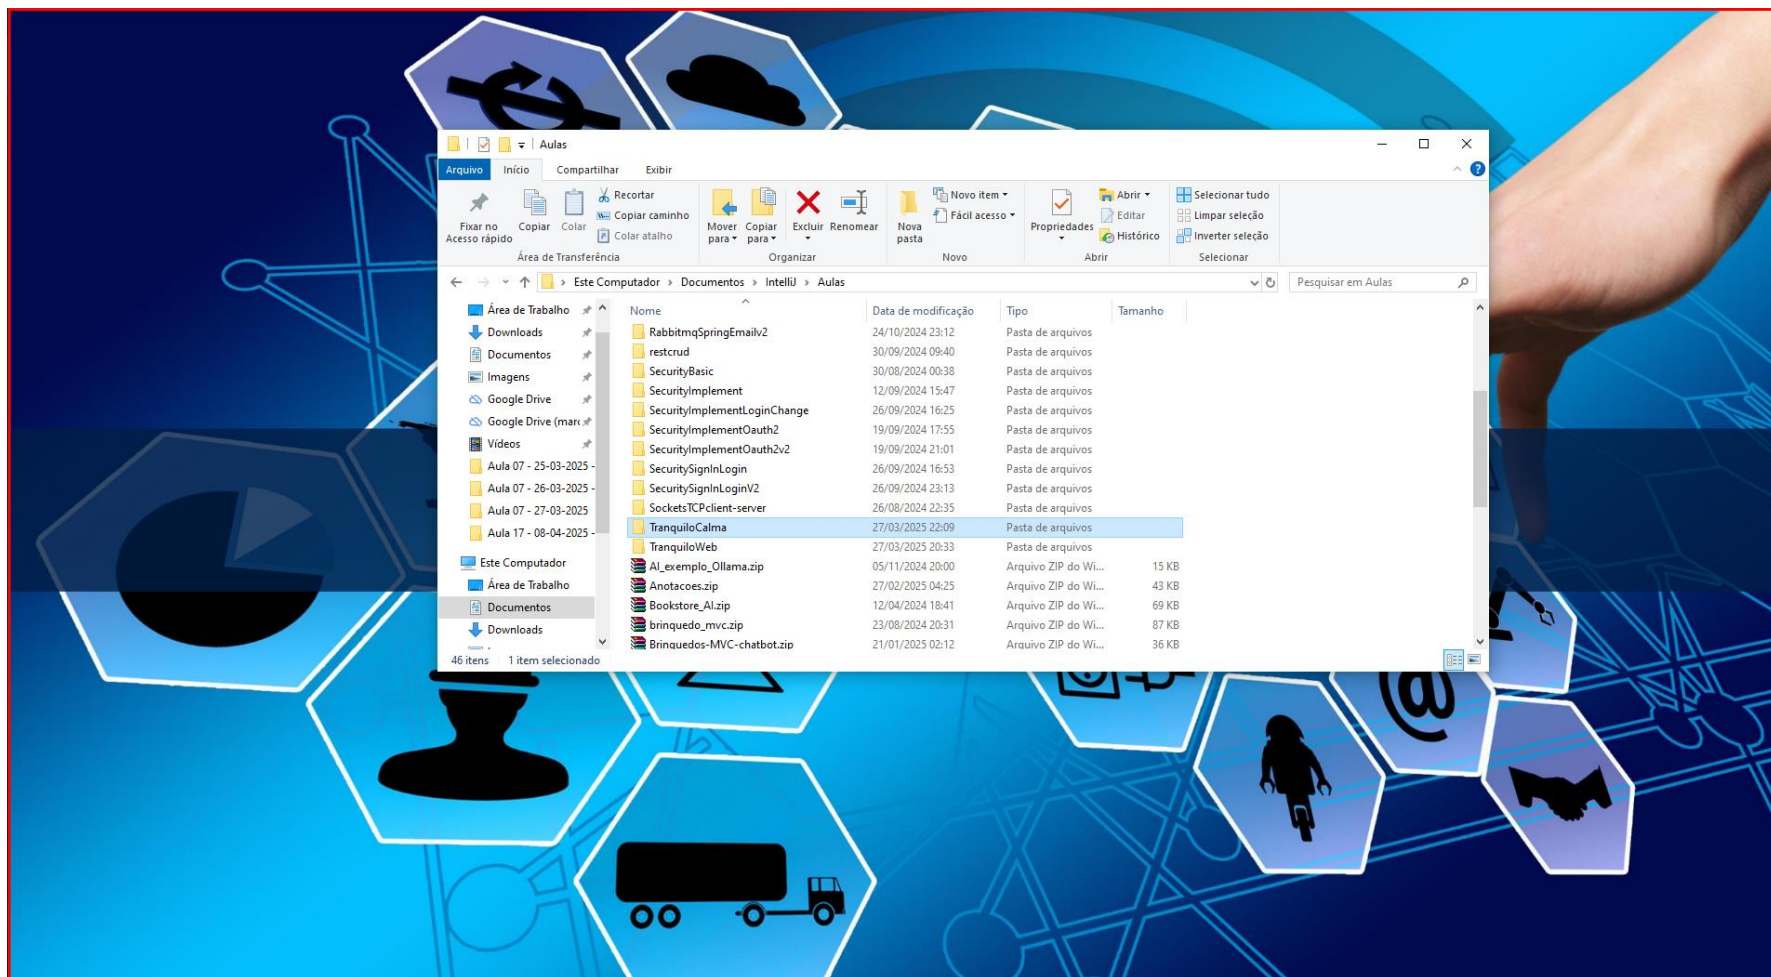 Aulas
Arquivo Início Compartilhar Exibir
Fixar no Acesso rápido
Copiar
Colar
Recortar
Copiar caminho
Colar atalho
Mover para
Copiar para
Excluir
Renomear
Nova pasta
Novo item
Fácil acesso
Propriedades
Abrir
Editar
Histórico
Selecionar tudo
Limpar seleção
Inverter seleção
Área de Transferência Organizar Novo Abrir Selecionar
Este Computador > Documentos > IntelliJ > Aulas
Pesquisar em Aulas
Área de Trabalho
Downloads
Documentos
Imagens
Google Drive
Google Drive (marc
Vídeos
Aula 07 - 25-03-2025 -
Aula 07 - 26-03-2025 -
Aula 07 - 27-03-2025
Aula 17 - 08-04-2025 -
Este Computador
Área de Trabalho
Documentos
Downloads
Nome Data de modificação Tipo Tamanho
RabbitmqSpringEmailv2 24/10/2024 23:12 Pasta de arquivos
restcrud 30/09/2024 09:40 Pasta de arquivos
SecurityBasic 30/08/2024 00:38 Pasta de arquivos
SecurityImplement 12/09/2024 15:47 Pasta de arquivos
SecurityImplementLoginChange 26/09/2024 16:25 Pasta de arquivos
SecurityImplementOauth2 19/09/2024 17:55 Pasta de arquivos
SecurityImplementOauth2v2 19/09/2024 21:01 Pasta de arquivos
SecuritySignInLogin 26/09/2024 16:53 Pasta de arquivos
SecuritySignInLoginV2 26/09/2024 23:13 Pasta de arquivos
SocketsTCPclient-server 26/08/2024 22:35 Pasta de arquivos
TranquiloCalma 27/03/2025 22:09 Pasta de arquivos
TranquiloWeb 27/03/2025 20:33 Pasta de arquivos
AI_exemplo_Ollama.zip 05/11/2024 20:00 Arquivo ZIP do Wi... 15 KB
Anotacoes.zip 27/02/2025 04:25 Arquivo ZIP do Wi... 43 KB
Bookstore_AI.zip 12/04/2024 18:41 Arquivo ZIP do Wi... 69 KB
brinquedo_mvc.zip 23/08/2024 20:31 Arquivo ZIP do Wi... 87 KB
Brinquedos-MVC-chatbot.zip 21/01/2025 02:12 Arquivo ZIP do Wi... 36 KB
46 itens 1 item selecionado
@